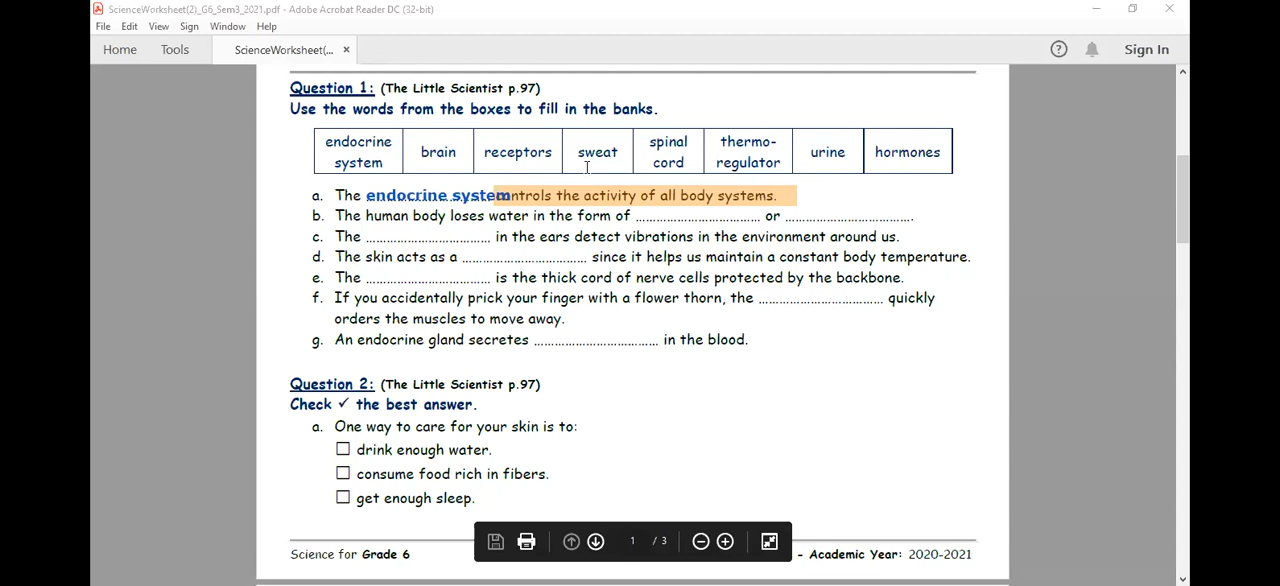 ScienceWorksheet(2)_G6_Sem3_2021.pdf - Adobe Acrobat Reader DC (32-bit)
File Edit View Sign Window Help
Home Tools ScienceWorksheet(... × Sign In
Question 1: (The Little Scientist p.97)
Use the words from the boxes to fill in the banks.
endocrine system brain receptors sweat spinal cord thermo-regulator urine hormones
a. The endocrine system controls the activity of all body systems.
b. The human body loses water in the form of ……………………………… or ………………………………. 
c. The ……………………………… in the ears detect vibrations in the environment around us.
d. The skin acts as a ……………………………… since it helps us maintain a constant body temperature.
e. The ……………………………… is the thick cord of nerve cells protected by the backbone.
f. If you accidentally prick your finger with a flower thorn, the ……………………………… quickly
orders the muscles to move away.
g. An endocrine gland secretes ……………………………… in the blood.
Question 2: (The Little Scientist p.97)
Check ✓ the best answer.
a. One way to care for your skin is to:
☐ drink enough water.
☐ consume food rich in fibers.
☐ get enough sleep.
1 / 3
Science for Grade 6 - Academic Year: 2020-2021